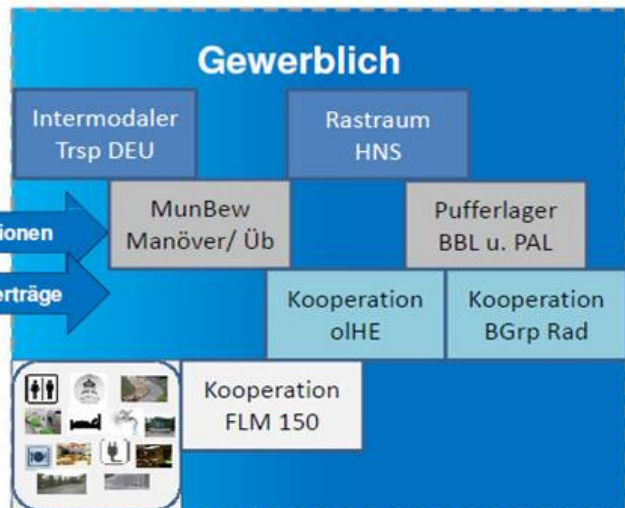 Gewerblich
Intermodaler
Trsp DEU
Rastraum
HNS
ionen
MunBew
Manöver/ Üb
Pufferlager
BBL u. PAL
erträge
Kooperation
olHE
Kooperation
BGrp Rad
Kooperation
FLM 150